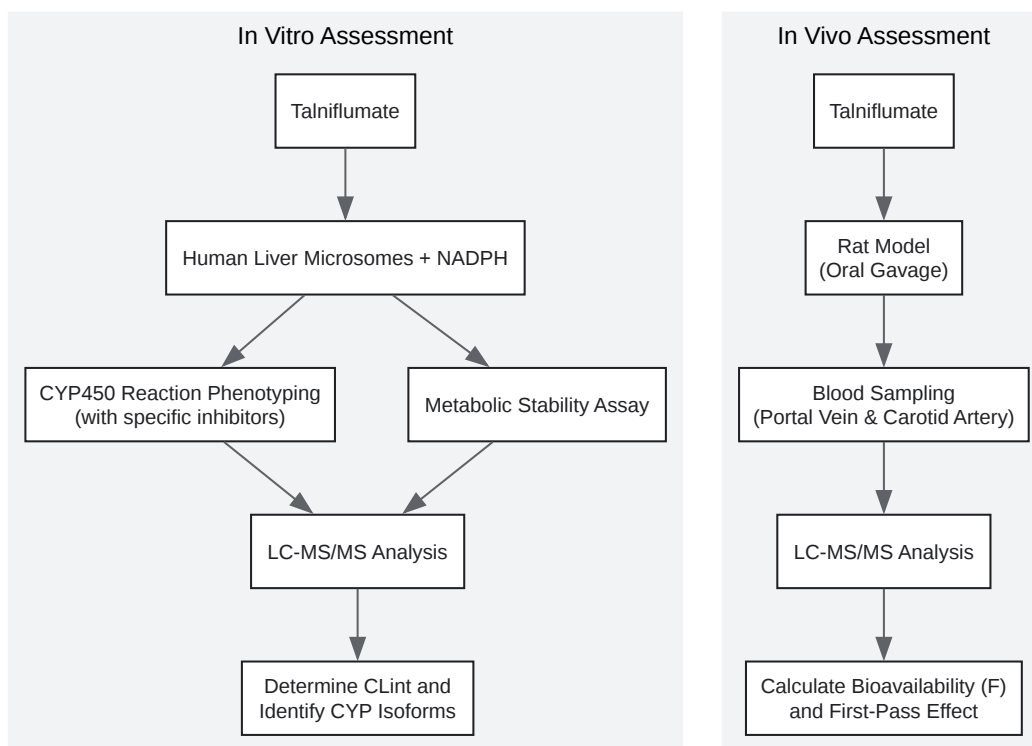 In Vitro Assessment
Talniflumate
Human Liver Microsomes + NADPH
CYP450 Reaction Phenotyping
(with specific inhibitors)
Metabolic Stability Assay
LC-MS/MS Analysis
Determine CLint and
Identify CYP Isoforms
In Vivo Assessment
Talniflumate
Rat Model
(Oral Gavage)
Blood Sampling
(Portal Vein & Carotid Artery)
LC-MS/MS Analysis
Calculate Bioavailability (F)
and First-Pass Effect